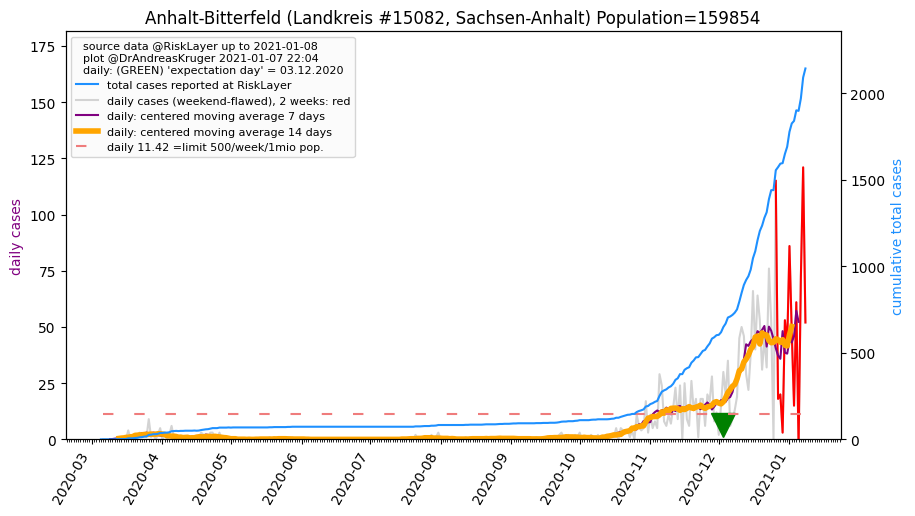 Anhalt-Bitterfeld (Landkreis #15082, Sachsen-Anhalt) Population=159854
source data @RiskLayer up to 2021-01-08
plot @DrAndreasKruger 2021-01-07 22:04
daily: (GREEN) 'expectation day' = 03.12.2020
total cases reported at RiskLayer
daily cases (weekend-flawed), 2 weeks: red
daily: centered moving average 7 days
daily: centered moving average 14 days
daily 11.42 =limit 500/week/1mio pop.
daily cases
175
150
125
100
75
50
25
0
cumulative total cases
2000
1500
1000
500
0
2020-03
2020-04
2020-05
2020-06
2020-07
2020-08
2020-09
2020-10
2020-11
2020-12
2021-01